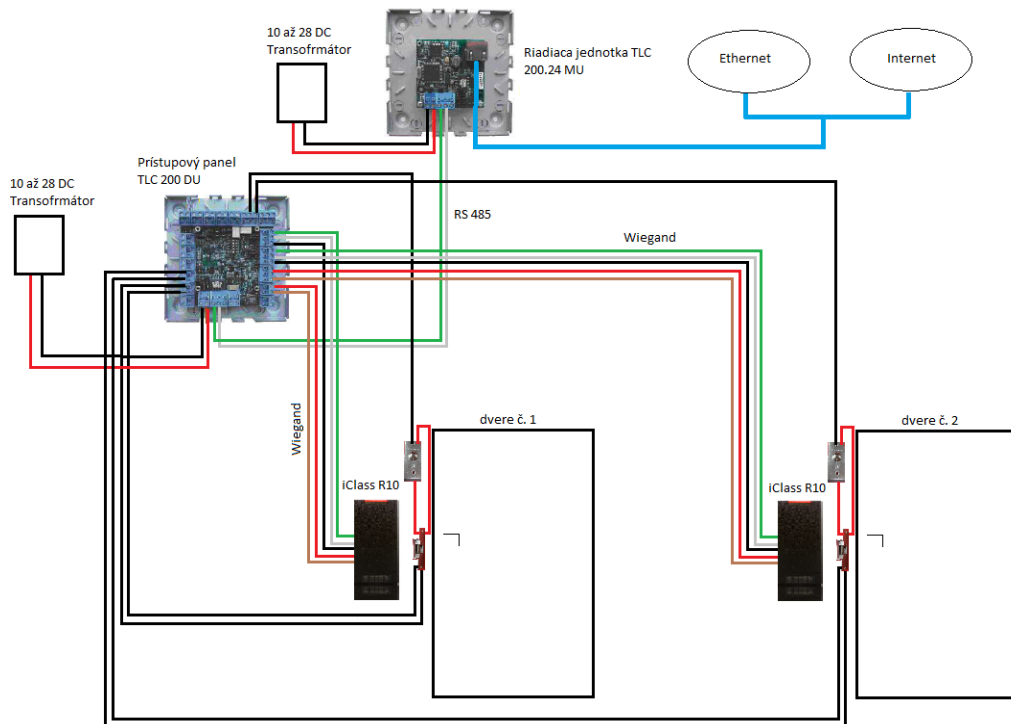 10 až 28 DC
Transofrmátor
Riadiaca jednotka TLC
200.24 MU
Ethernet
Internet
Prístupový panel
TLC 200 DU
10 až 28 DC
Transofrmátor
RS 485
Wiegand
Wiegand
dvere č. 1
dvere č. 2
iClass R10
iClass R10